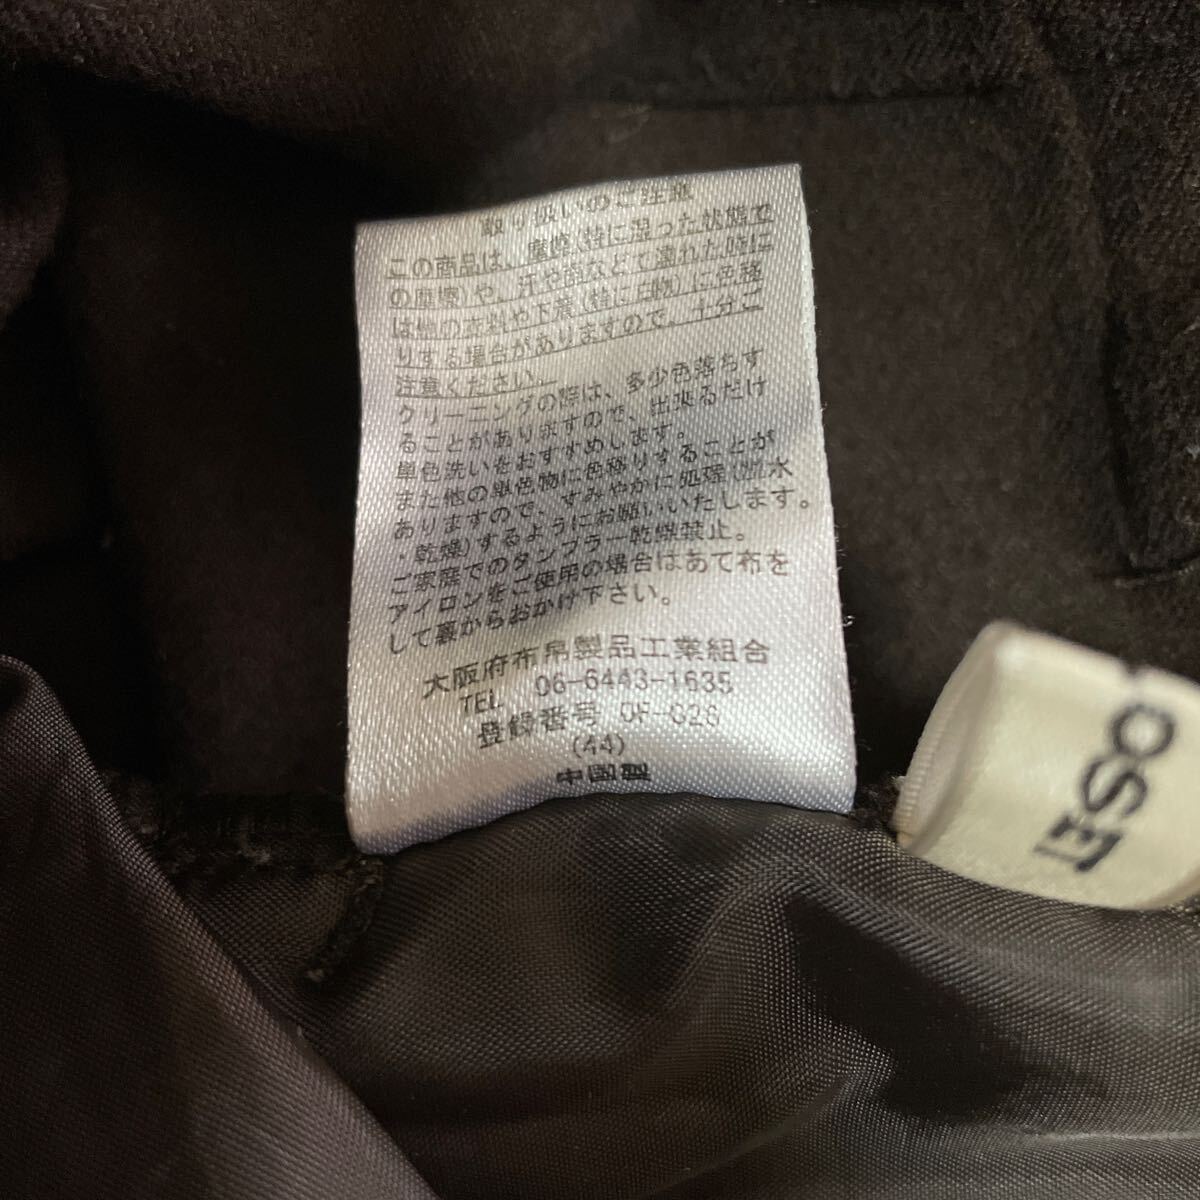 取り扱いのご注意
この商品は、摩擦(特に湿った状態で
の摩擦)や、汗や雨などで濡れた時に
は他の衣料や下着(特に白物)に色移
りする場合がありますので、十分ご
注意ください。
クリーニングの際は、多少色落ちす
ることがありますので、出来るだけ
単色洗いをおすすめします。
また他の単色物に色移りすることが
ありますので、すみやかに処理(脱水
・乾燥)するようにお願いいたします。
ご家庭でのタンブラー乾燥禁止。
アイロンをご使用の場合はあて布を
して裏からおかけ下さい。
大阪府布帛製品工業組合
TEL 06-6443-1635
登録番号 OF-028
(44)
中国製